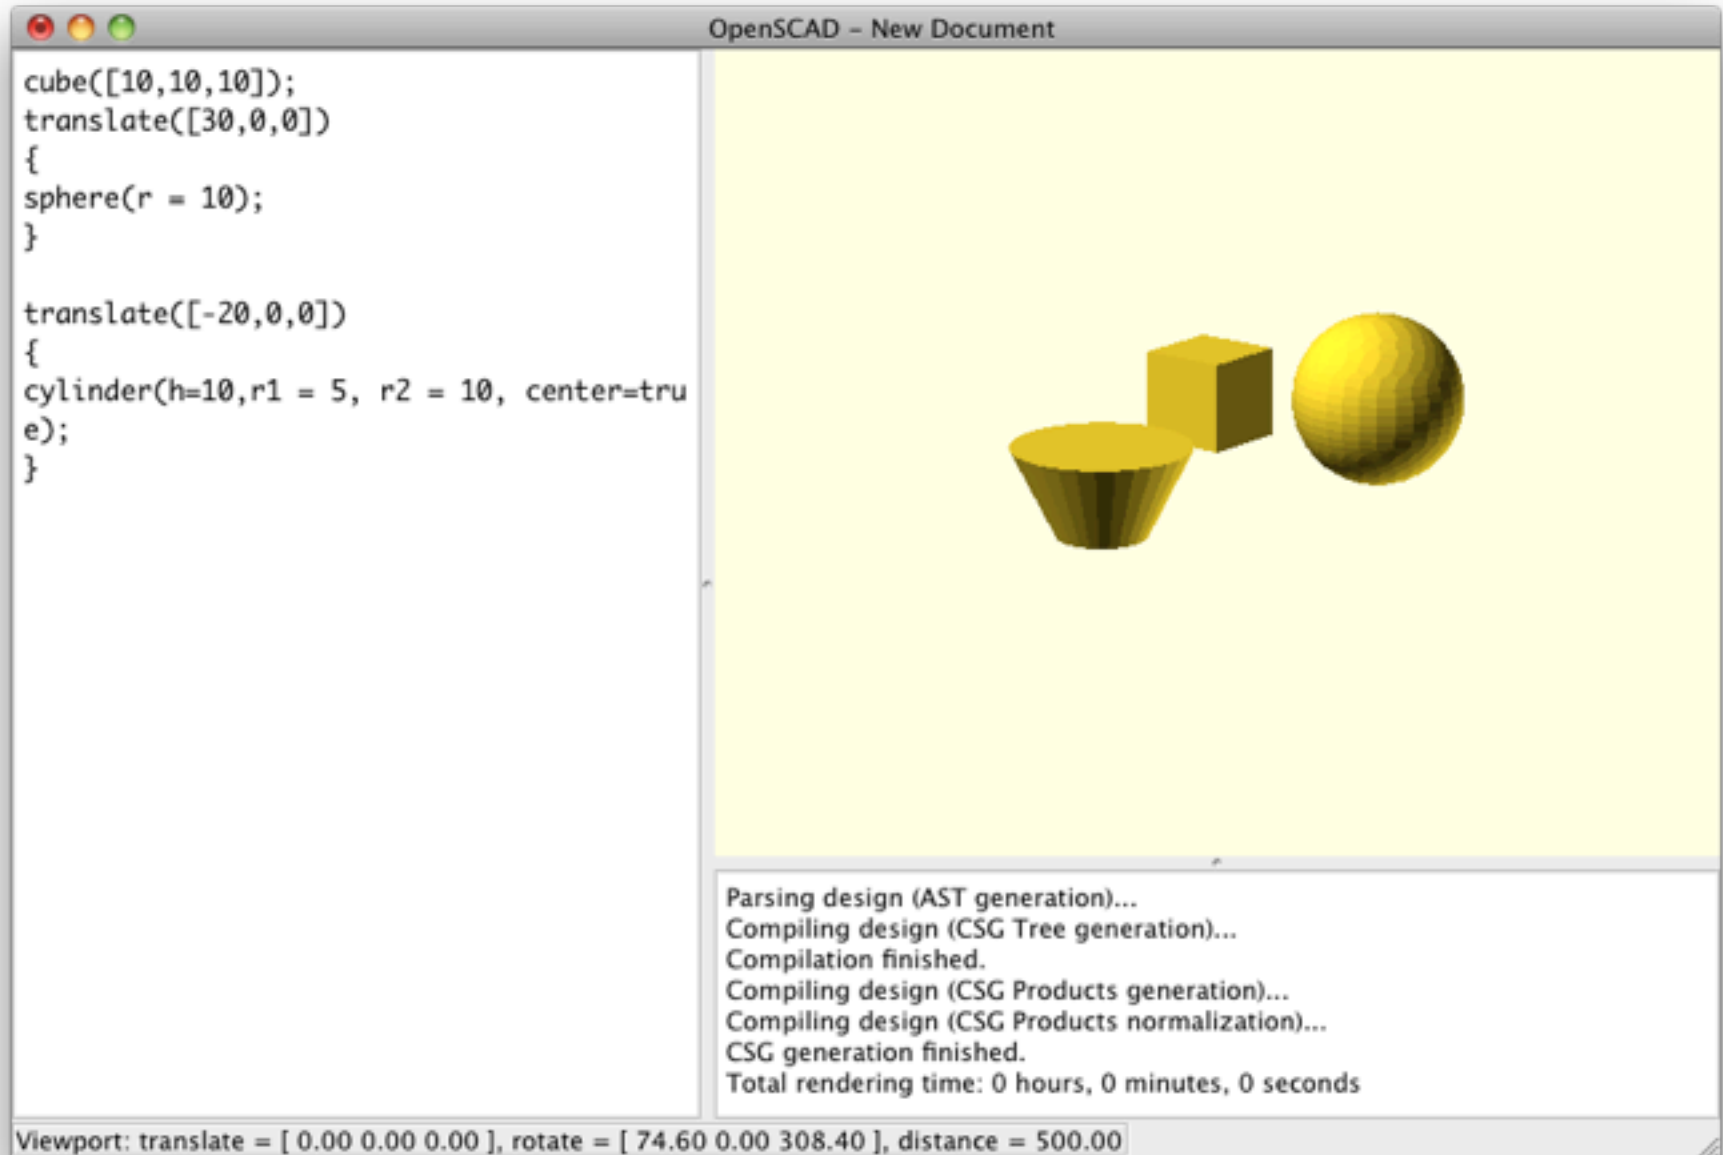 OpenSCAD – New Document
cube([10,10,10]);
translate([30,0,0])
{
sphere(r = 10);
}
translate([-20,0,0])
{
cylinder(h=10,r1 = 5, r2 = 10, center=tru
e);
}
Parsing design (AST generation)...
Compiling design (CSG Tree generation)...
Compilation finished.
Compiling design (CSG Products generation)...
Compiling design (CSG Products normalization)...
CSG generation finished.
Total rendering time: 0 hours, 0 minutes, 0 seconds
Viewport: translate = [ 0.00 0.00 0.00 ], rotate = [ 74.60 0.00 308.40 ], distance = 500.00